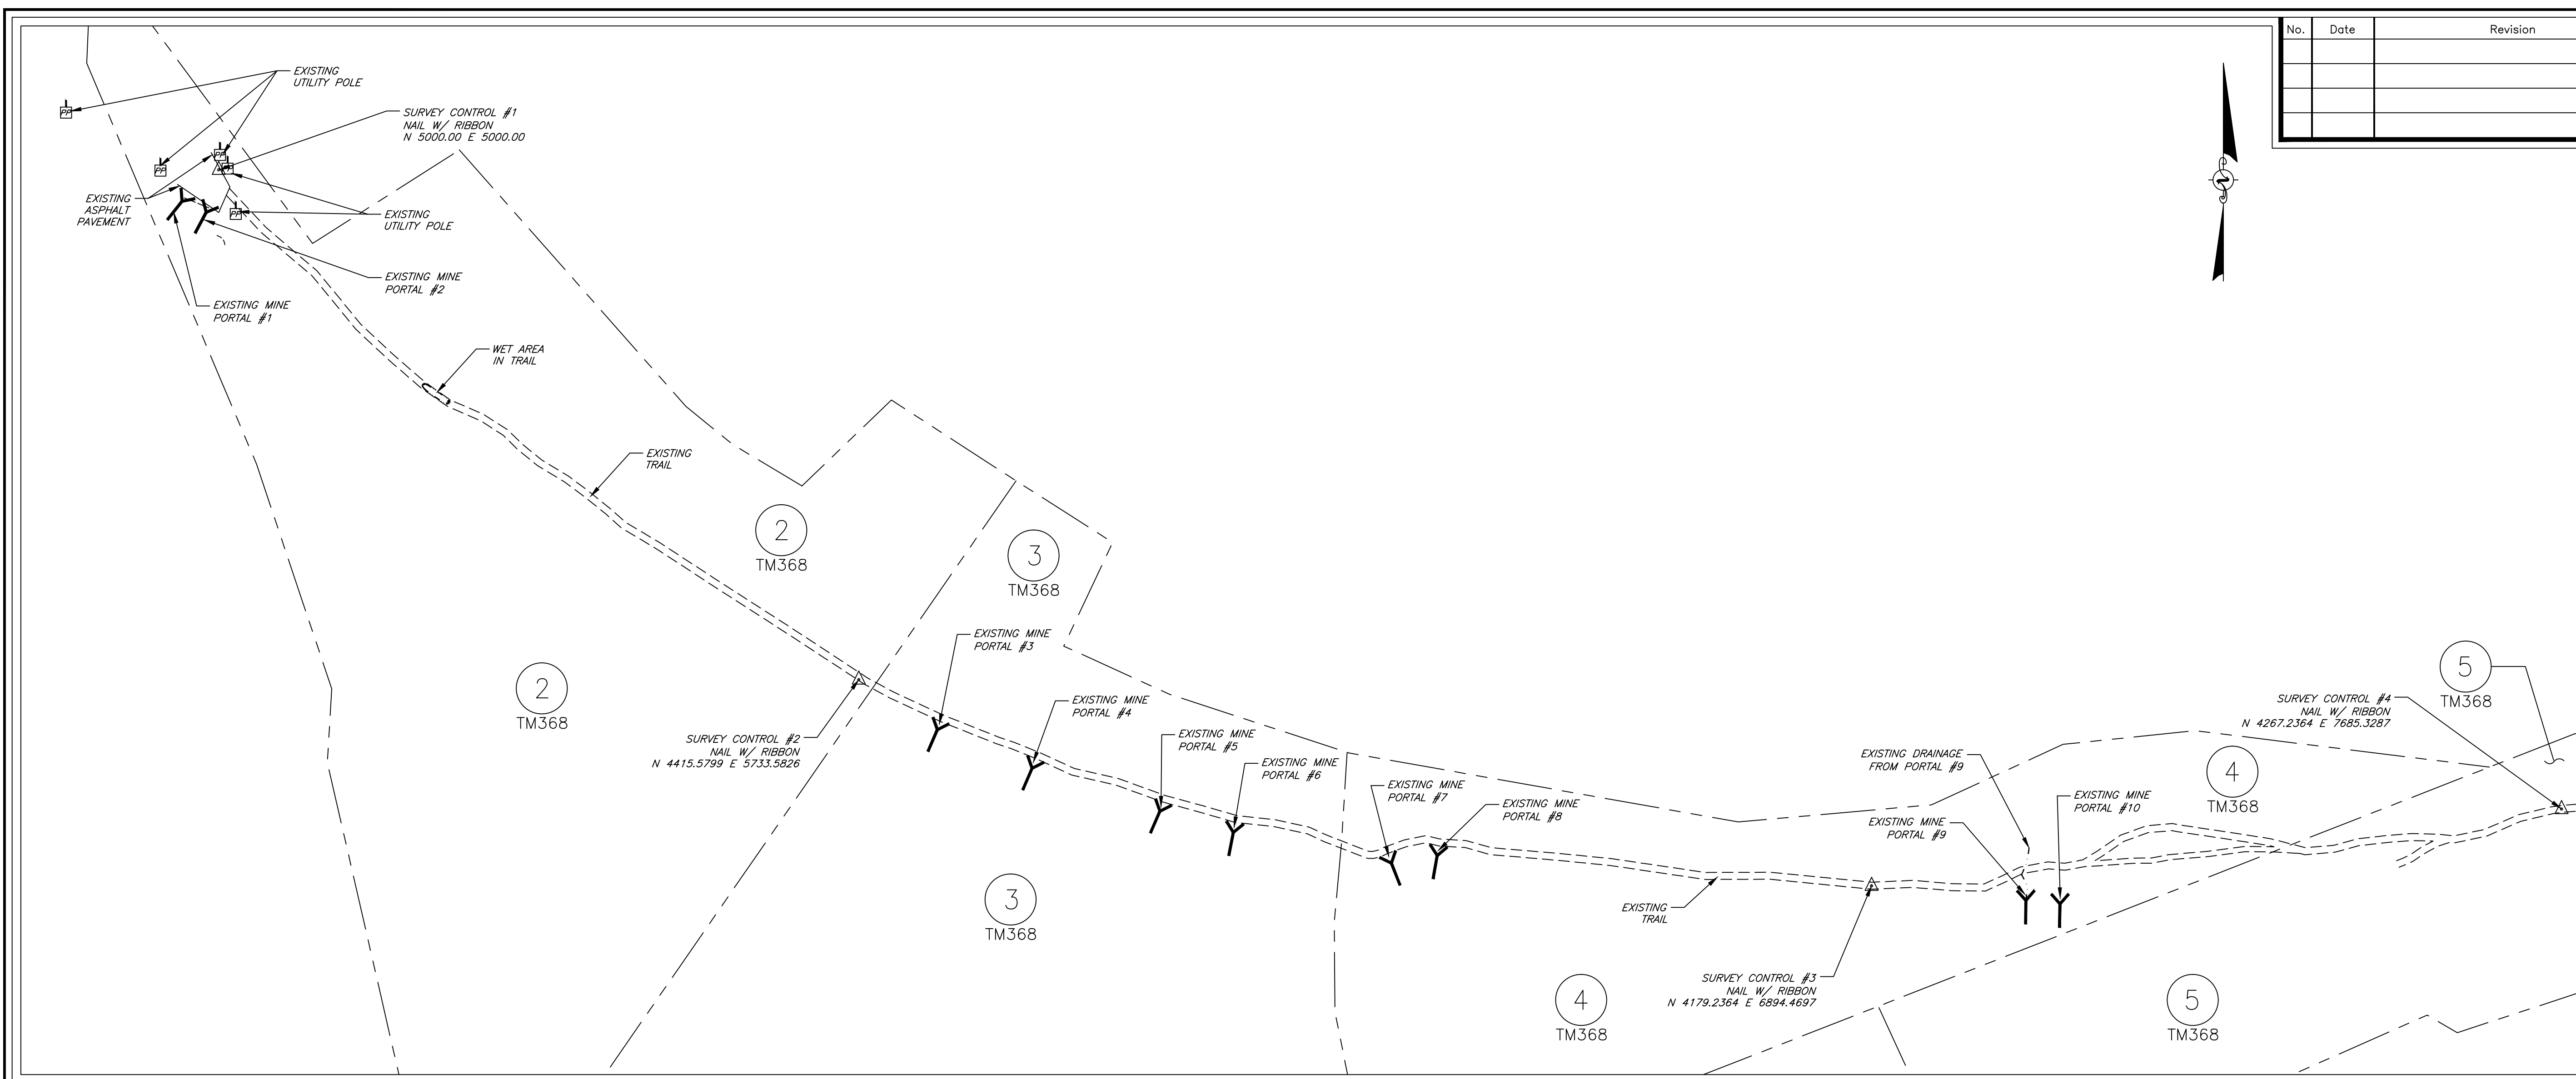 No.
Date
Revision
EXISTING
UTILITY POLE
PP
SURVEY CONTROL #1
NAIL W/ RIBBON
N 5000.00 E 5000.00
PP
PP
PP
EXISTING
ASPHALT
PAVEMENT
PP
EXISTING
UTILITY POLE
EXISTING MINE
PORTAL #2
EXISTING MINE
PORTAL #1
N
WET AREA
IN TRAIL
EXISTING
TRAIL
2
TM368
3
TM368
EXISTING MINE
PORTAL #3
2
TM368
SURVEY CONTROL #2
NAIL W/ RIBBON
N 4415.5799 E 5733.5826
EXISTING MINE
PORTAL #4
EXISTING MINE
PORTAL #5
EXISTING MINE
PORTAL #6
EXISTING MINE
PORTAL #7
EXISTING MINE
PORTAL #8
5
TM368
SURVEY CONTROL #4
NAIL W/ RIBBON
N 4267.2364 E 7685.3287
EXISTING DRAINAGE
FROM PORTAL #9
4
TM368
EXISTING MINE
PORTAL #10
EXISTING MINE
PORTAL #9
3
TM368
EXISTING
TRAIL
SURVEY CONTROL #3
NAIL W/ RIBBON
N 4179.2364 E 6894.4697
4
TM368
5
TM368